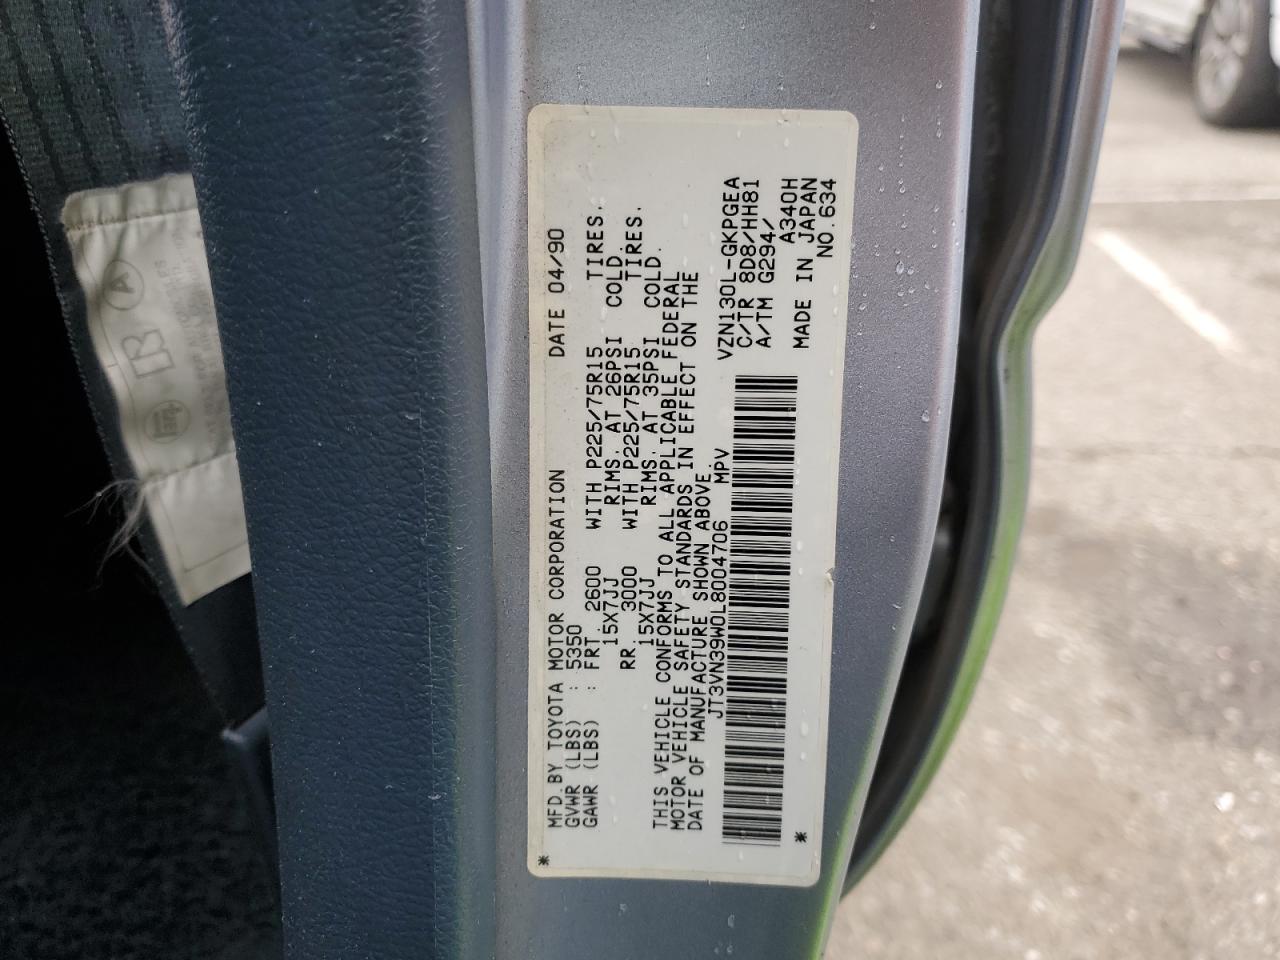 MFD. BY TOYOTA MOTOR CORPORATION DATE 04/90
GVWR (LBS) : 5350
GAWR (LBS) : FRT. 2600 WITH P225/75R15 TIRES,
15X7JJ RIMS, AT 26PSI COLD.
RR. 3000 WITH P225/75R15 TIRES,
15X7JJ RIMS, AT 35PSI COLD.
THIS VEHICLE CONFORMS TO ALL APPLICABLE FEDERAL
MOTOR VEHICLE SAFETY STANDARDS IN EFFECT ON THE
DATE OF MANUFACTURE SHOWN ABOVE.
JT3VN39W0L8004706 MPV
VZN130L-GKPGEA
C/TR 8D8/HH81
A/TM G294/
A340H
MADE IN JAPAN
NO.634
A